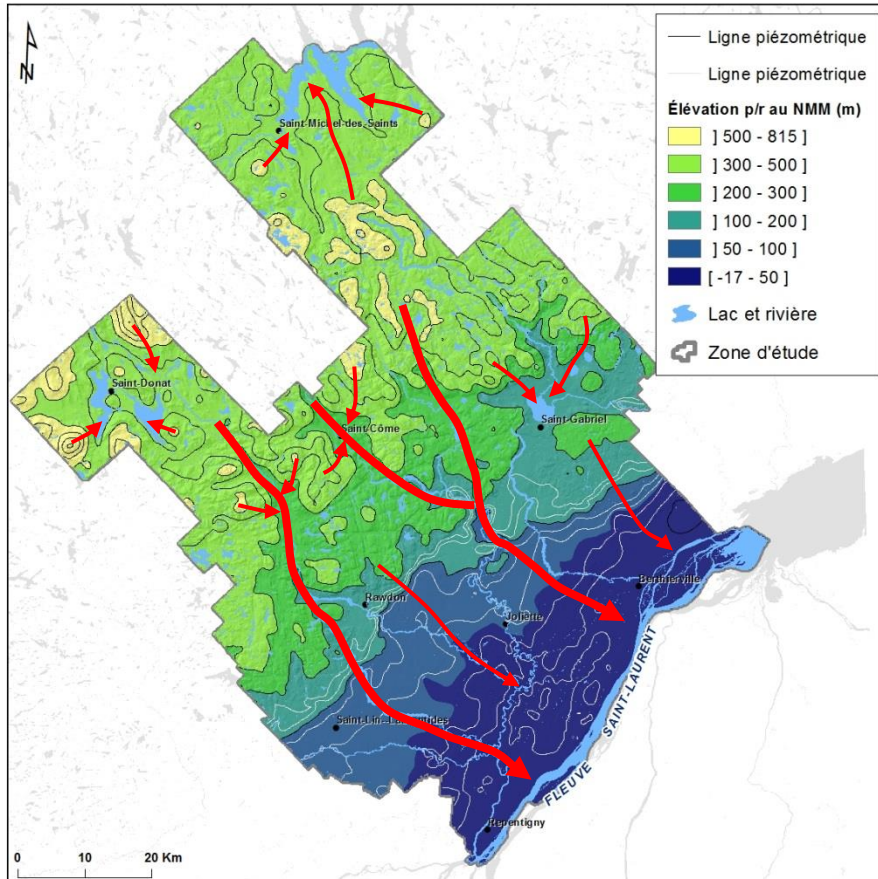 N
Ligne piézométrique
Ligne piézométrique
Élévation p/r au NMM (m)
] 500 - 815 ]
] 300 - 500 ]
] 200 - 300 ]
] 100 - 200 ]
] 50 - 100 ]
[ -17 - 50 ]
Lac et rivière
Zone d'étude
Saint-Michel-des-Saints
Saint-Donat
Saint-Côme
Saint-Gabriel
Berthierville
Rawdon
Joliette
Saint-Lin--Laurentides
FLEUVE SAINT-LAURENT
Repentigny
0 10 20 Km